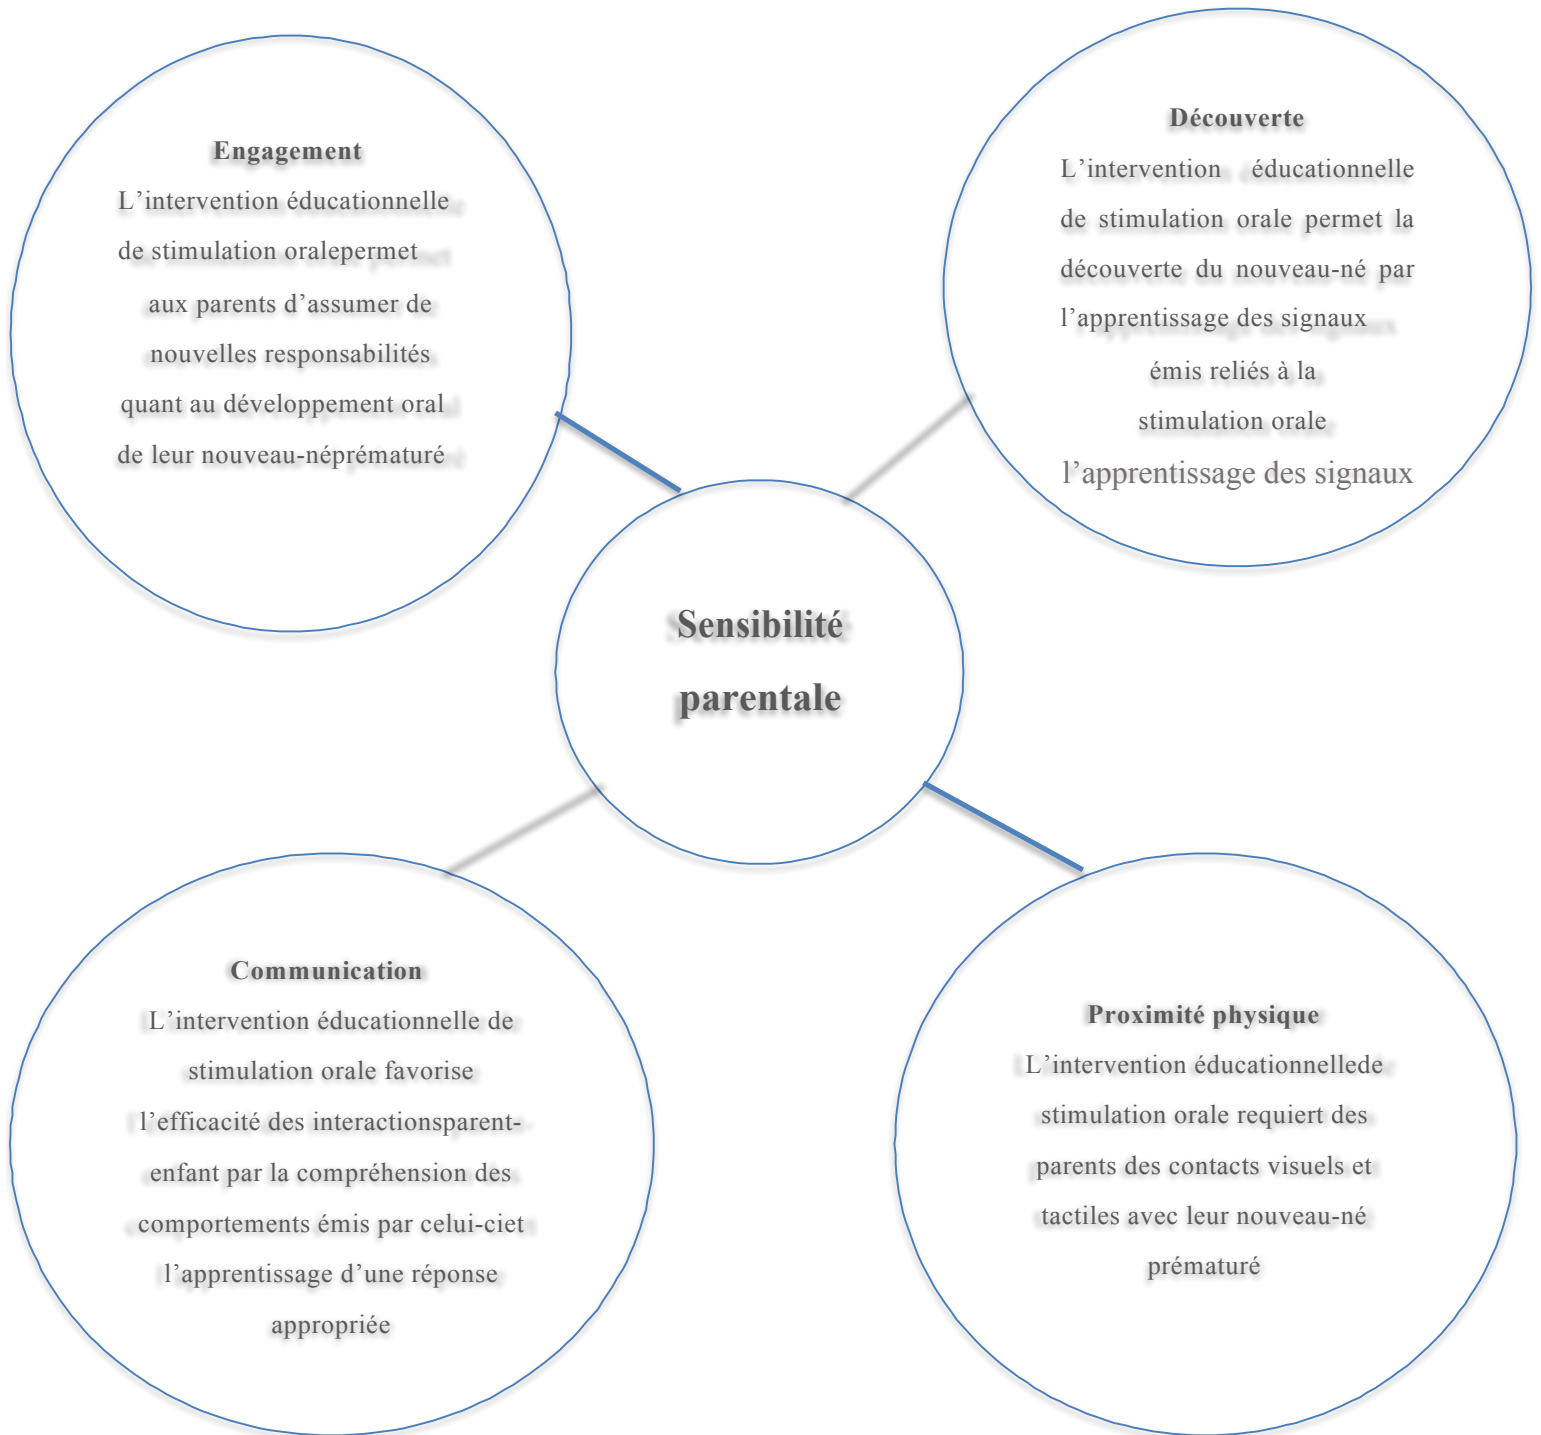 Engagement
L’intervention éducationnelle
de stimulation oralepermet
aux parents d’assumer de
nouvelles responsabilités
quant au développement oral
de leur nouveau-néprématuré
Découverte
L’intervention éducationnelle
de stimulation orale permet la
découverte du nouveau-né par
l’apprentissage des signaux
émis reliés à la
stimulation orale
l’apprentissage des signaux
Sensibilité
parentale
Communication
L’intervention éducationnelle de
stimulation orale favorise
l’efficacité des interactionsparent-
enfant par la compréhension des
comportements émis par celui-ciet
l’apprentissage d’une réponse
appropriée
Proximité physique
L’intervention éducationnellede
stimulation orale requiert des
parents des contacts visuels et
tactiles avec leur nouveau-né
prématuré